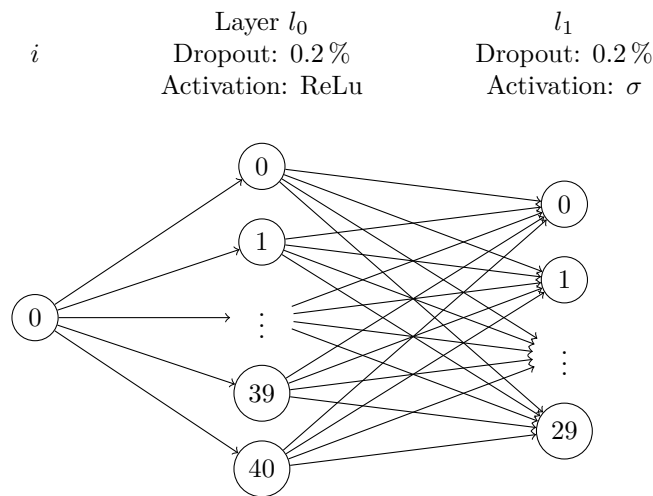 Layer l₀
l₁
i
Dropout: 0.2 %
Dropout: 0.2 %
Activation: ReLu
Activation: σ
0
0
1
1
0
⋮
⋮
39
29
40